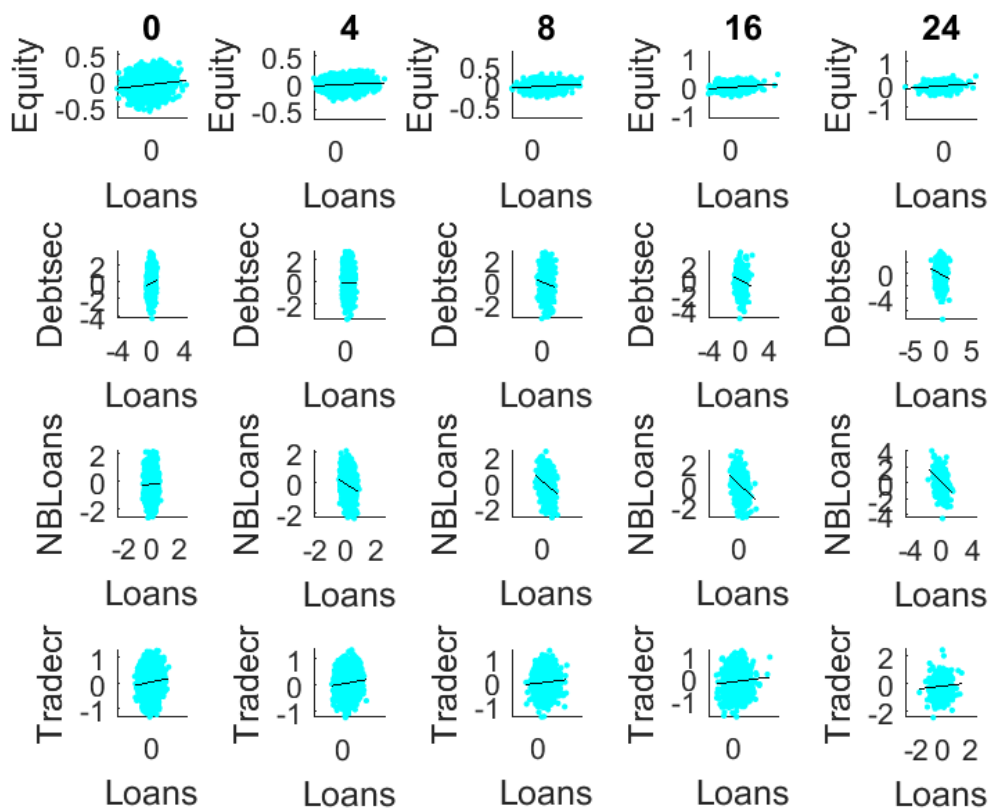 0 4 8 16 24
Equity 0.5 0 -0.5 Equity 0.5 0 -0.5 Equity 0.5 0 -0.5 Equity 1 0 -1 Equity 1 0 -1
0 0 0 0 0
Loans Loans Loans Loans Loans
Debtsec 2 0 -2 -4 Debtsec 2 0 -2 Debtsec 2 0 -2 Debtsec 2 0 -2 -4 Debtsec 0 -4
-4 0 4 0 0 -4 0 4 -5 0 5
Loans Loans Loans Loans Loans
NBLoans 2 0 -2 NBLoans 2 0 -2 NBLoans 2 0 -2 NBLoans 2 0 -2 NBLoans 4 2 0 -2 -4
-2 0 2 -2 0 2 0 0 -4 0 4
Loans Loans Loans Loans Loans
Tradecr 1 0 -1 Tradecr 1 0 -1 Tradecr 1 0 -1 Tradecr 1 0 -1 Tradecr 2 0 -2
0 0 0 0 -2 0 2
Loans Loans Loans Loans Loans